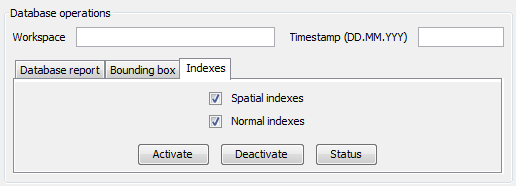 Database operations
Workspace Timestamp (DD.MM.YYY)
Database report Bounding box Indexes
Spatial indexes
Normal indexes
Activate Deactivate Status